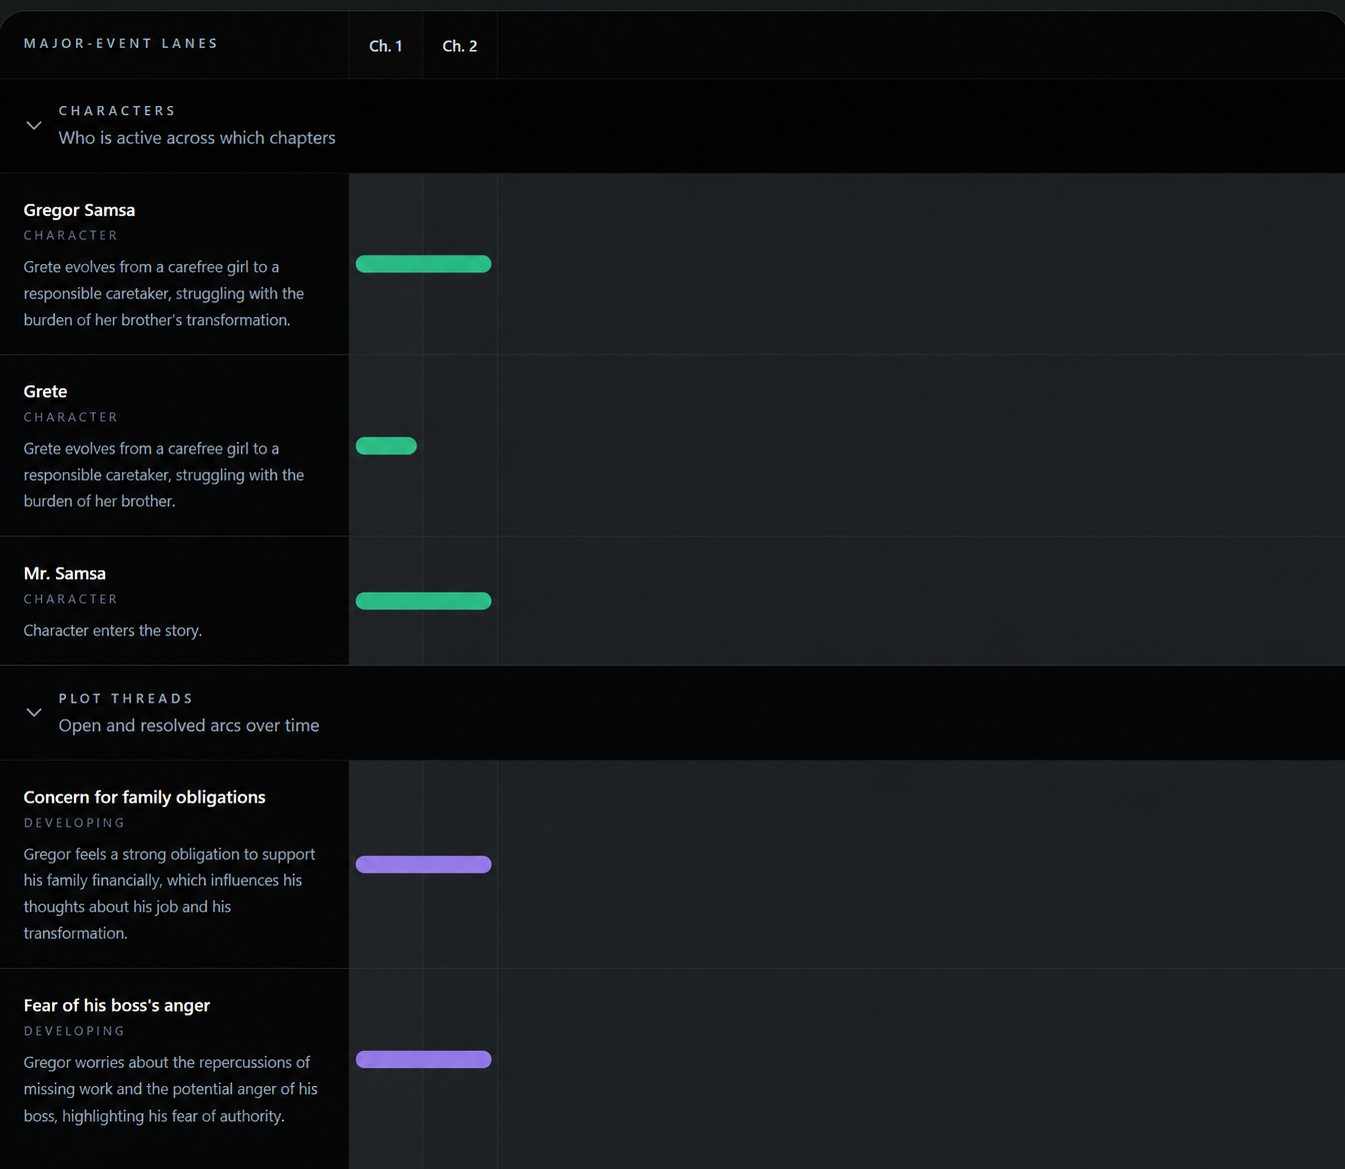 MAJOR-EVENT LANES
Ch. 1
Ch. 2
CHARACTERS
Who is active across which chapters
Gregor Samsa
CHARACTER
Grete evolves from a carefree girl to a
responsible caretaker, struggling with the
burden of her brother's transformation.
Grete
CHARACTER
Grete evolves from a carefree girl to a
responsible caretaker, struggling with the
burden of her brother.
Mr. Samsa
CHARACTER
Character enters the story.
PLOT THREADS
Open and resolved arcs over time
Concern for family obligations
DEVELOPING
Gregor feels a strong obligation to support
his family financially, which influences his
thoughts about his job and his
transformation.
Fear of his boss's anger
DEVELOPING
Gregor worries about the repercussions of
missing work and the potential anger of his
boss, highlighting his fear of authority.